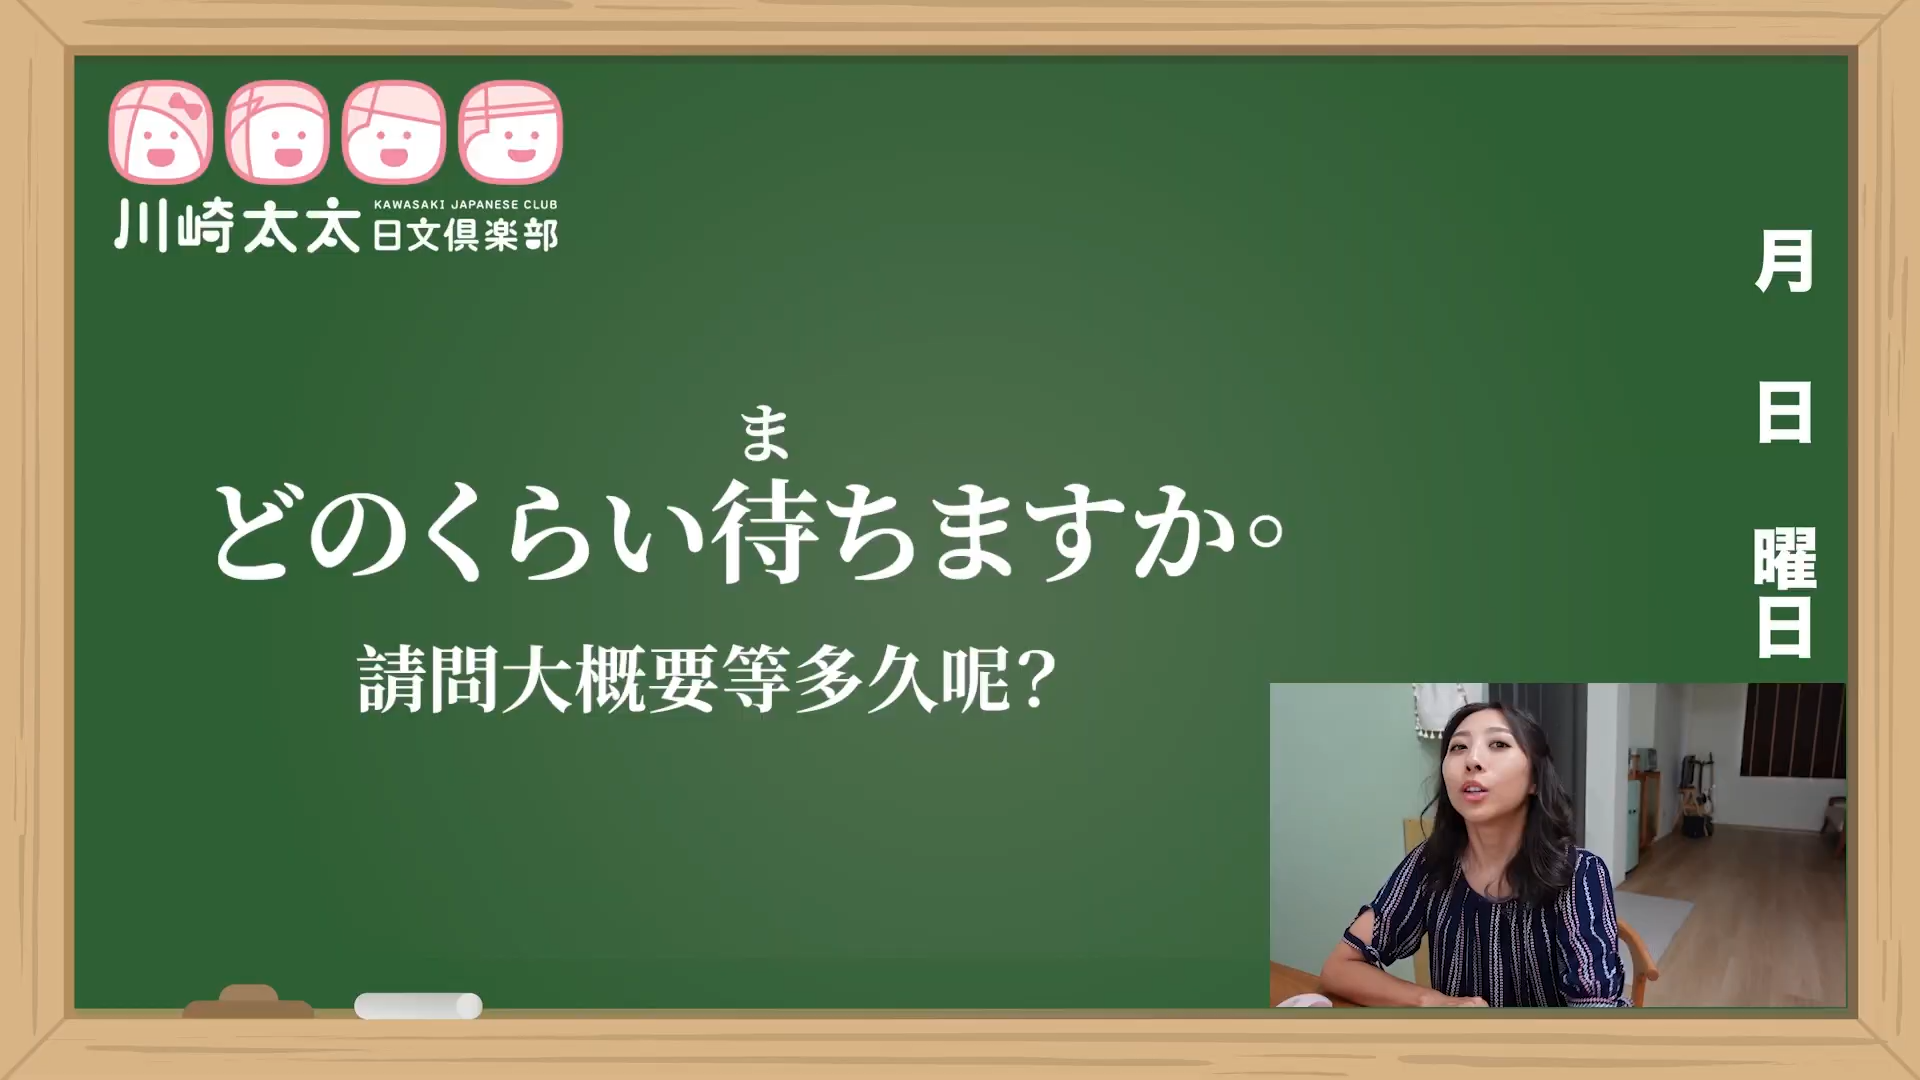 川崎太太
KAWASAKI JAPANESE CLUB
日文倶楽部
月
日
曜
日
ま
どのくらい待ちますか。
請問大概要等多久呢？